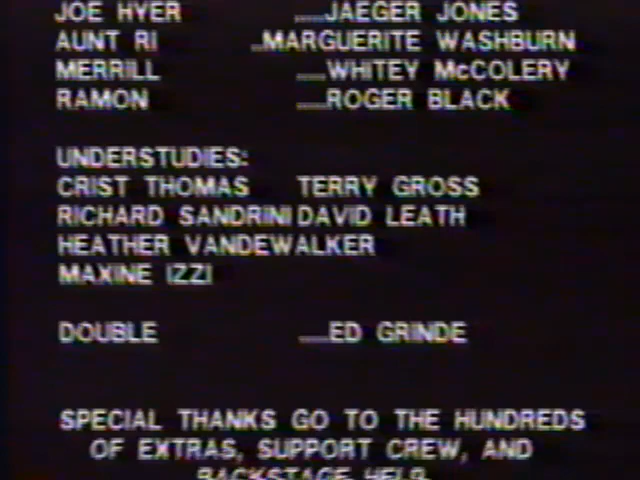 JOE HYER .....JAEGER JONES
AUNT RI ..MARGUERITE WASHBURN
MERRILL .....WHITEY McCOLERY
RAMON .....ROGER BLACK
UNDERSTUDIES:
CRIST THOMAS TERRY GROSS
RICHARD SANDRINI DAVID LEATH
HEATHER VANDEWALKER
MAXINE IZZI
DOUBLE .....ED GRINDE
SPECIAL THANKS GO TO THE HUNDREDS
OF EXTRAS, SUPPORT CREW, AND
BACKSTAGE HELP